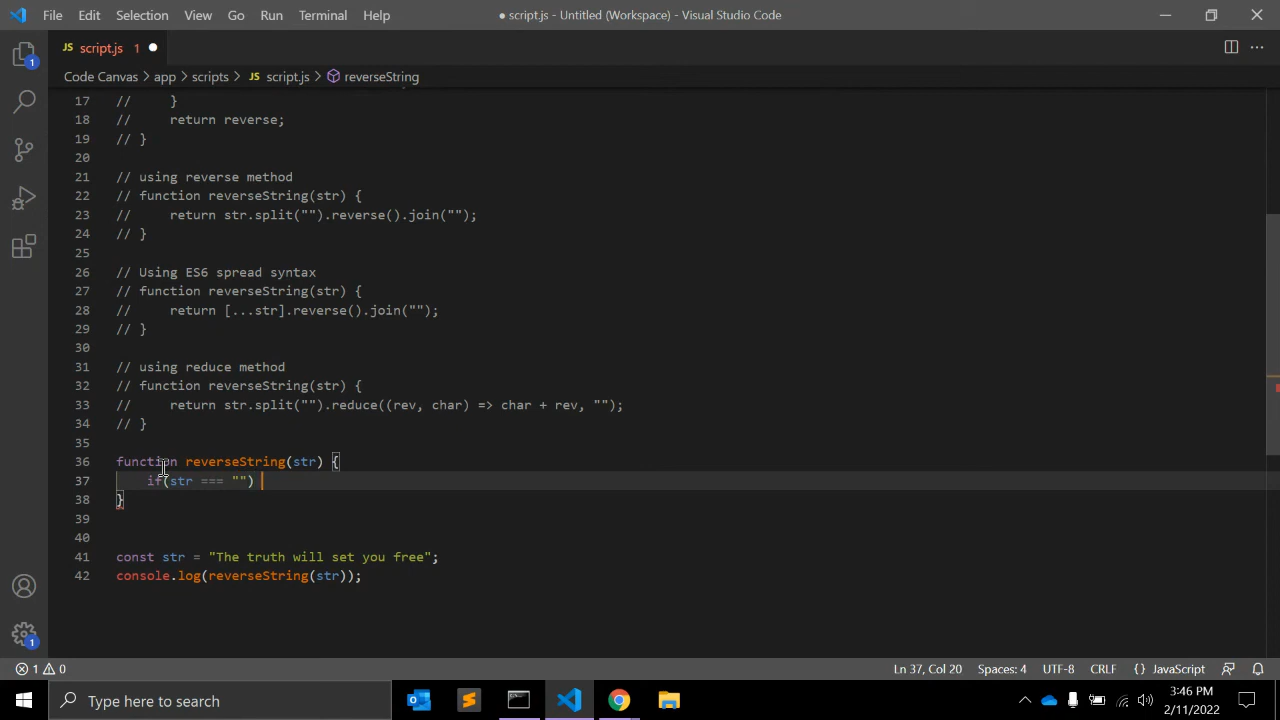 File Edit Selection View Go Run Terminal Help ● script.js - Untitled (Workspace) - Visual Studio Code
JS script.js 1 ●
Code Canvas > app > scripts > JS script.js > reverseString
17 //     }
18 //     return reverse;
19 // }
20
21 // using reverse method
22 // function reverseString(str) {
23 //     return str.split("").reverse().join("");
24 // }
25
26 // Using ES6 spread syntax
27 // function reverseString(str) {
28 //     return [...str].reverse().join("");
29 // }
30
31 // using reduce method
32 // function reverseString(str) {
33 //     return str.split("").reduce((rev, char) => char + rev, "");
34 // }
35
36 function reverseString(str) {
37     if(str === "")
38 }
39
40
41 const str = "The truth will set you free";
42 console.log(reverseString(str));
1
1
1 0 Ln 37, Col 20 Spaces: 4 UTF-8 CRLF {} JavaScript
Type here to search
3:46 PM
2/11/2022